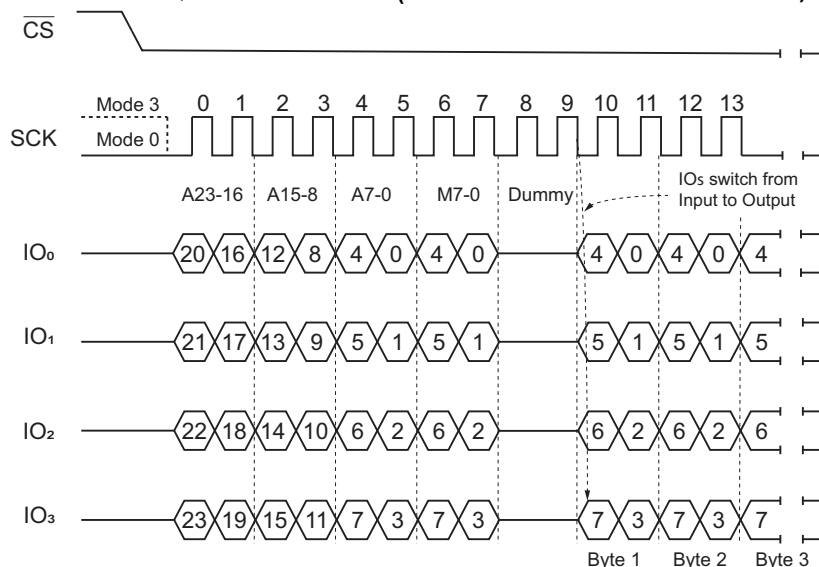 CS
Mode 3 0 1 2 3 4 5 6 7 8 9 10 11 12 13
SCK
Mode 0
A23-16 A15-8 A7-0 M7-0 Dummy
IOs switch from
Input to Output
IO₀ 20 16 12 8 4 0 4 0 4 0 4 0 4
IO₁ 21 17 13 9 5 1 5 1 5 1 5 1 5
IO₂ 22 18 14 10 6 2 6 2 6 2 6 2 6
IO₃ 23 19 15 11 7 3 7 3 7 3 7 3 7
Byte 1 Byte 2 Byte 3